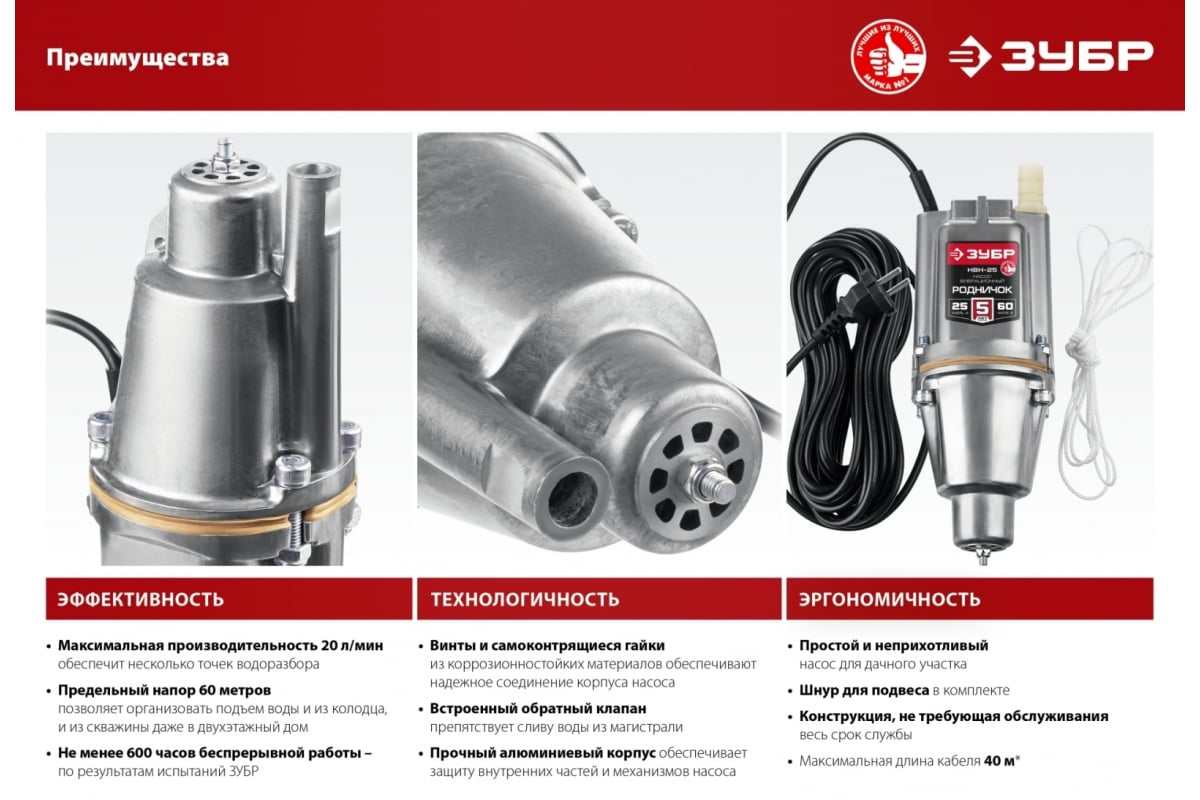 Преимущества
ЛУЧШИЕ ИЗ ЛУЧШИХ
МАРКА №1
ЗУБР
ЗУБР
НВН-25
НАСОС
ВИБРАЦИОННЫЙ
РОДНИЧОК
25 5 60
ЛЕТ
ЭФФЕКТИВНОСТЬ
• Максимальная производительность 20 л/мин
обеспечит несколько точек водоразбора
• Предельный напор 60 метров
позволяет организовать подъем воды и из колодца,
и из скважины даже в двухэтажный дом
• Не менее 600 часов беспрерывной работы –
по результатам испытаний ЗУБР
ТЕХНОЛОГИЧНОСТЬ
• Винты и самоконтрящиеся гайки
из коррозионностойких материалов обеспечивают
надежное соединение корпуса насоса
• Встроенный обратный клапан
препятствует сливу воды из магистрали
• Прочный алюминиевый корпус обеспечивает
защиту внутренних частей и механизмов насоса
ЭРГОНОМИЧНОСТЬ
• Простой и неприхотливый
насос для дачного участка
• Шнур для подвеса в комплекте
• Конструкция, не требующая обслуживания
весь срок службы
• Максимальная длина кабеля 40 м*